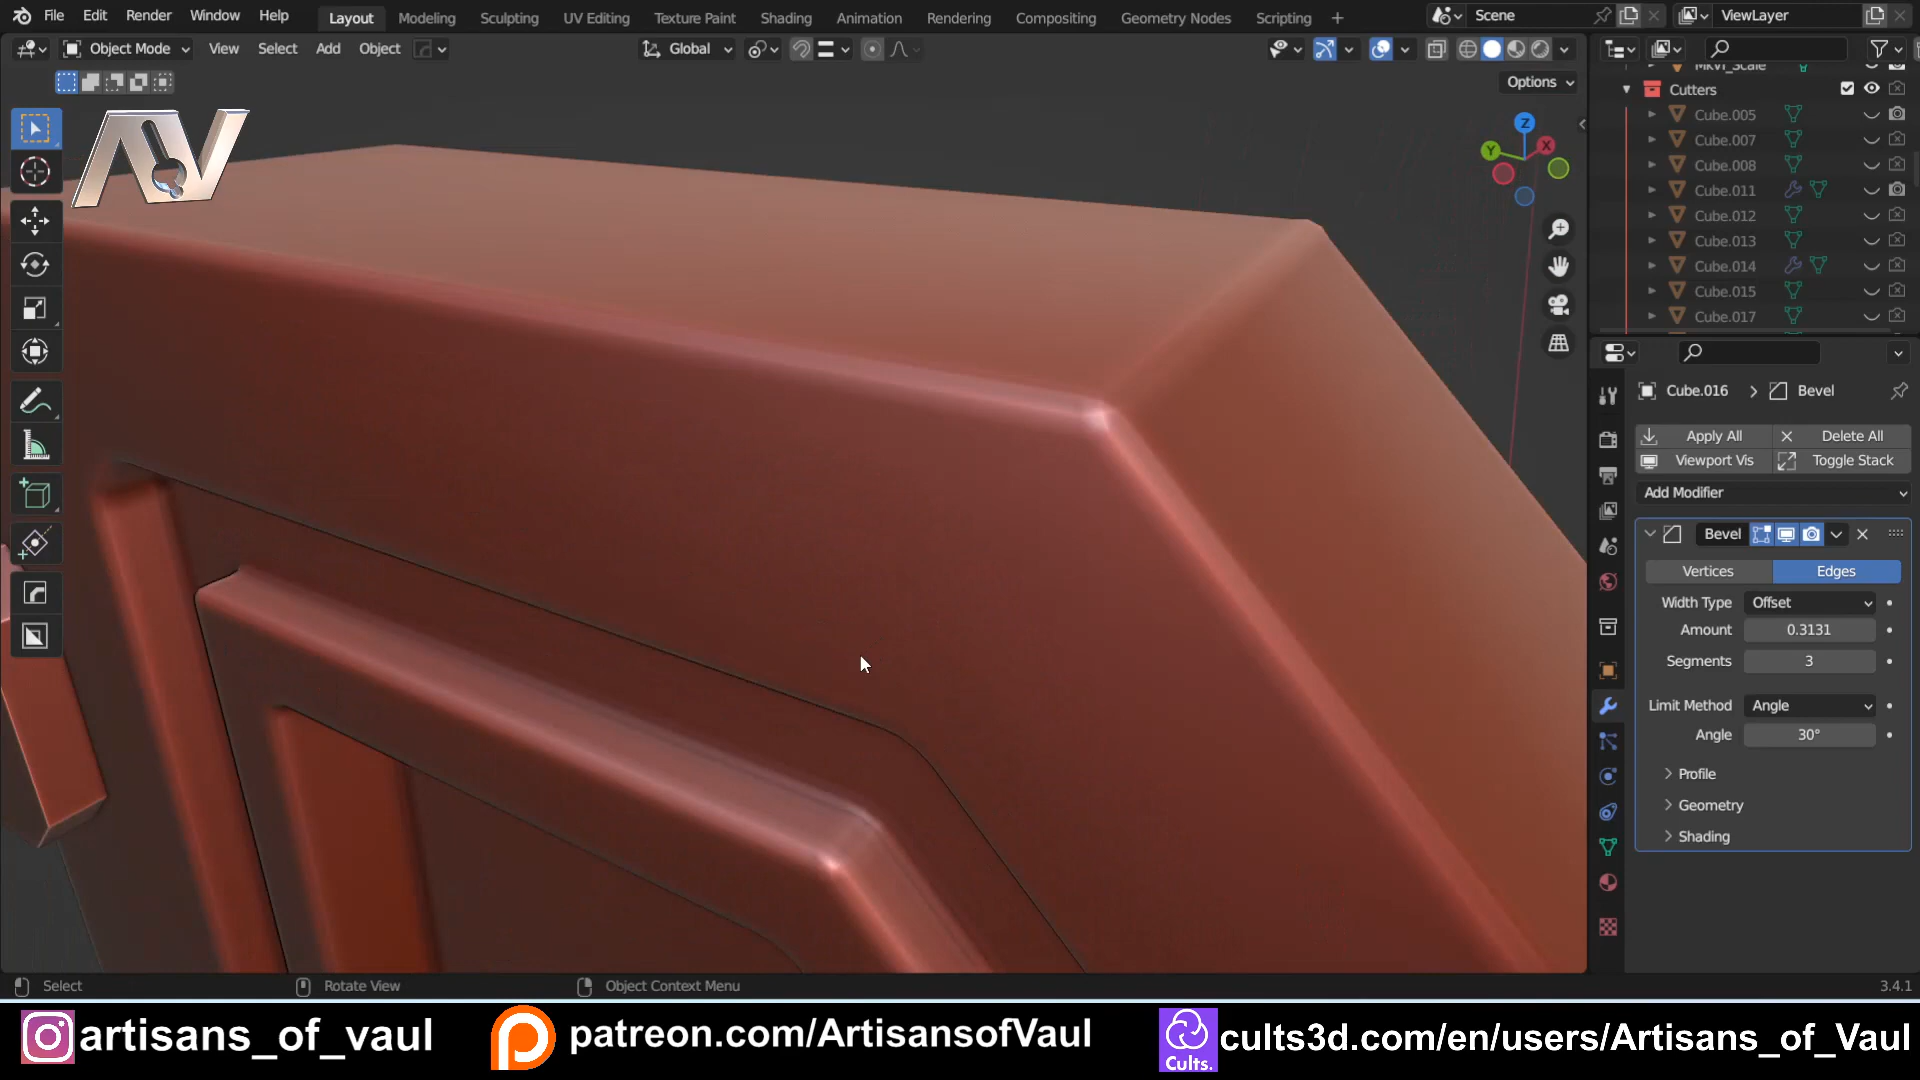 File Edit Render Window Help Layout Modeling Sculpting UV Editing Texture Paint Shading Animation Rendering Compositing Geometry Nodes Scripting + Scene ViewLayer
Object Mode View Select Add Object Global
Options
MkVI_Scale
Cutters
Cube.005
Cube.007
Cube.008
Cube.011
Cube.012
Cube.013
Cube.014
Cube.015
Cube.017
Z
Y X
Cube.016 > Bevel
Apply All Delete All
Viewport Vis Toggle Stack
Add Modifier
Bevel
Vertices Edges
Width Type Offset
Amount 0.3131
Segments 3
Limit Method Angle
Angle 30°
Profile
Geometry
Shading
Select Rotate View Object Context Menu 3.4.1
artisans_of_vaul patreon.com/ArtisansofVaul Cults. cults3d.com/en/users/Artisans_of_Vaul